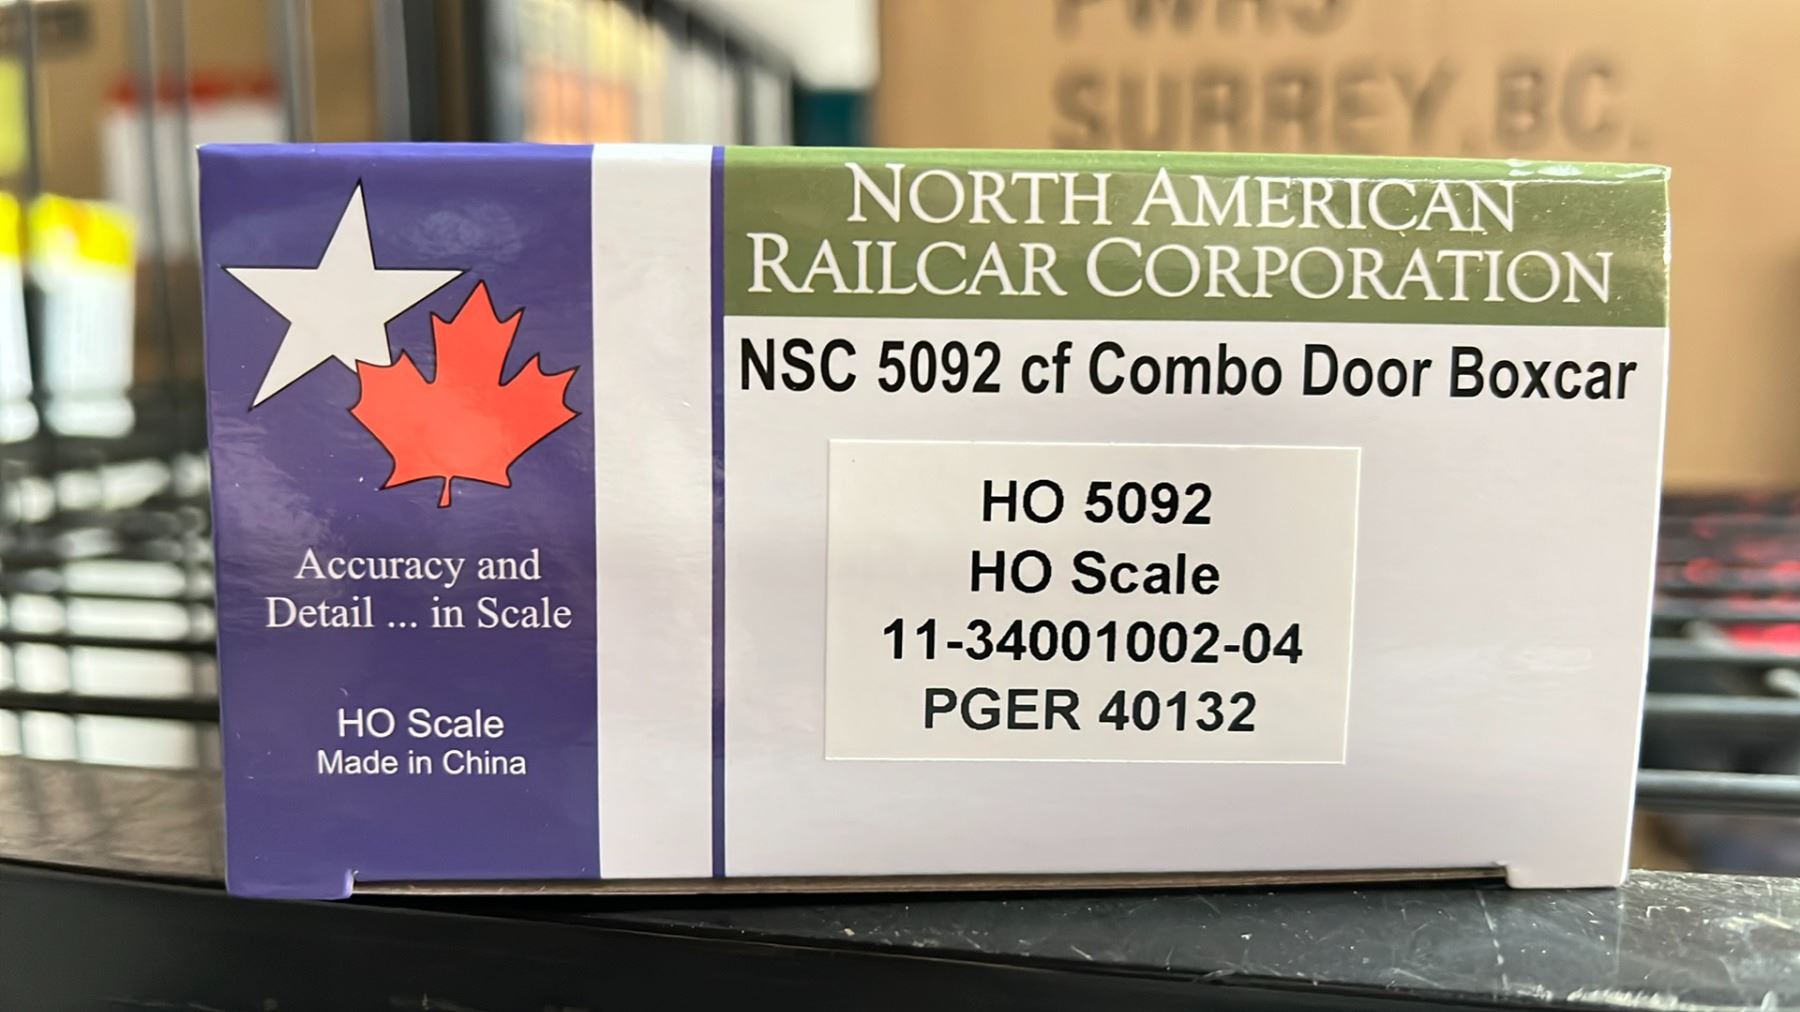 SURREY, BC.
NORTH AMERICAN
RAILCAR CORPORATION
NSC 5092 cf Combo Door Boxcar
HO 5092
HO Scale
11-34001002-04
PGER 40132
Accuracy and
Detail ... in Scale
HO Scale
Made in China